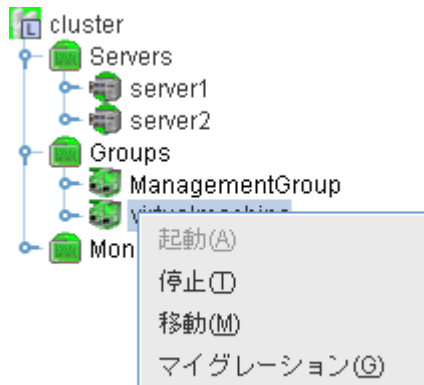 cluster
Servers
server1
server2
Groups
ManagementGroup
Mon
起動(A)
停止(T)
移動(M)
マイグレーション(G)